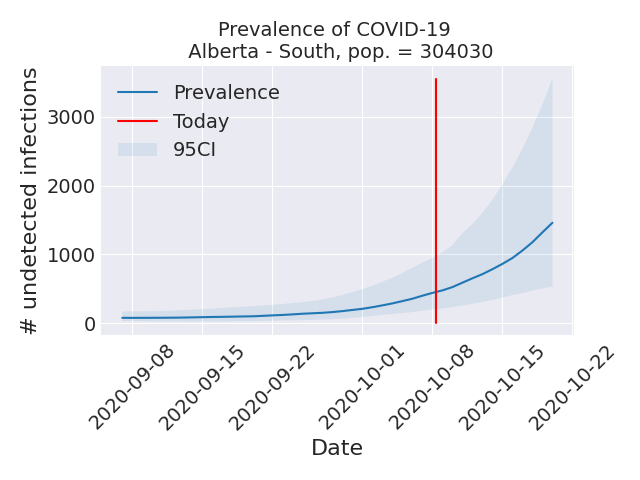 Prevalence of COVID-19
Alberta - South, pop. = 304030
# undetected infections
3000
2000
1000
0
Prevalence
Today
95CI
2020-09-08
2020-09-15
2020-09-22
2020-10-01
2020-10-08
2020-10-15
2020-10-22
Date